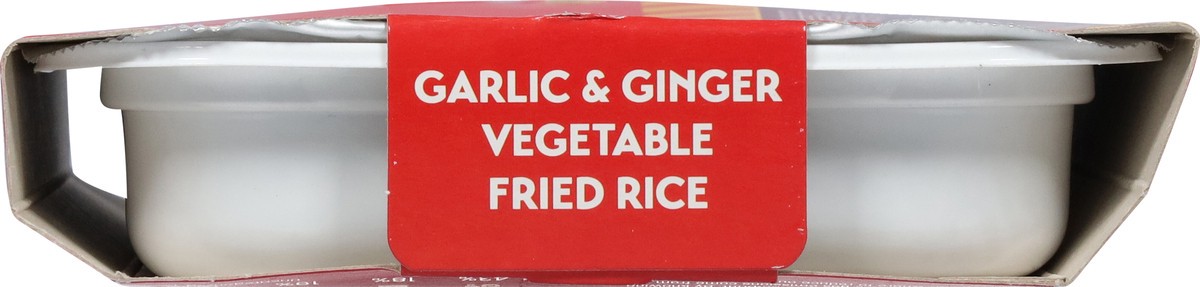 GARLIC & GINGER
VEGETABLE
FRIED RICE